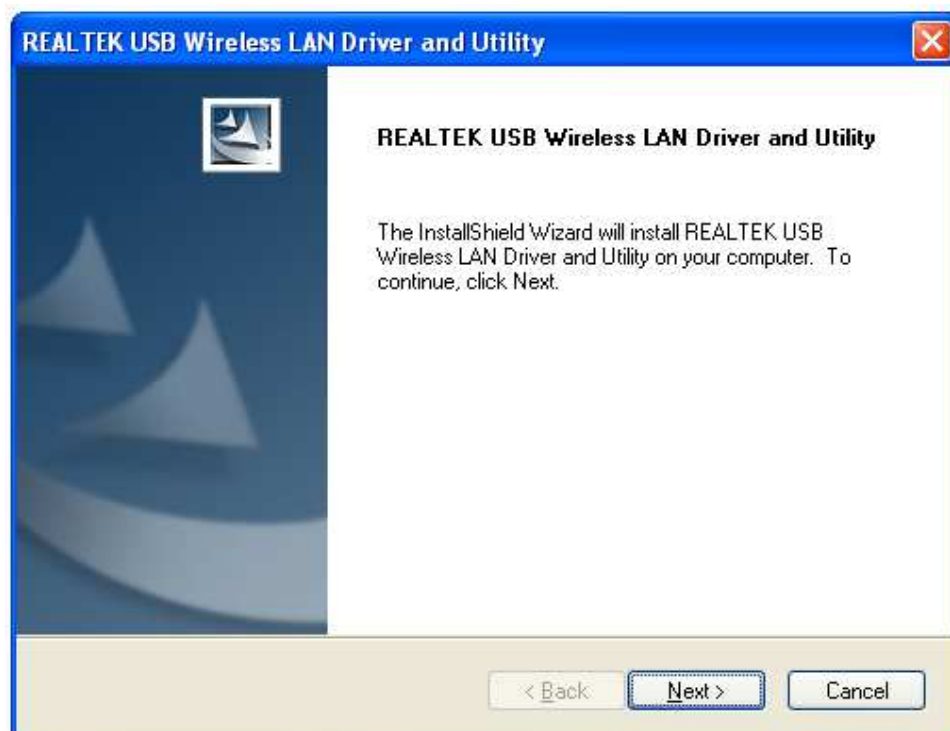 REALTEK USB Wireless LAN Driver and Utility
REALTEK USB Wireless LAN Driver and Utility
The InstallShield Wizard will install REALTEK USB
Wireless LAN Driver and Utility on your computer. To
continue, click Next.
< Back
Next >
Cancel